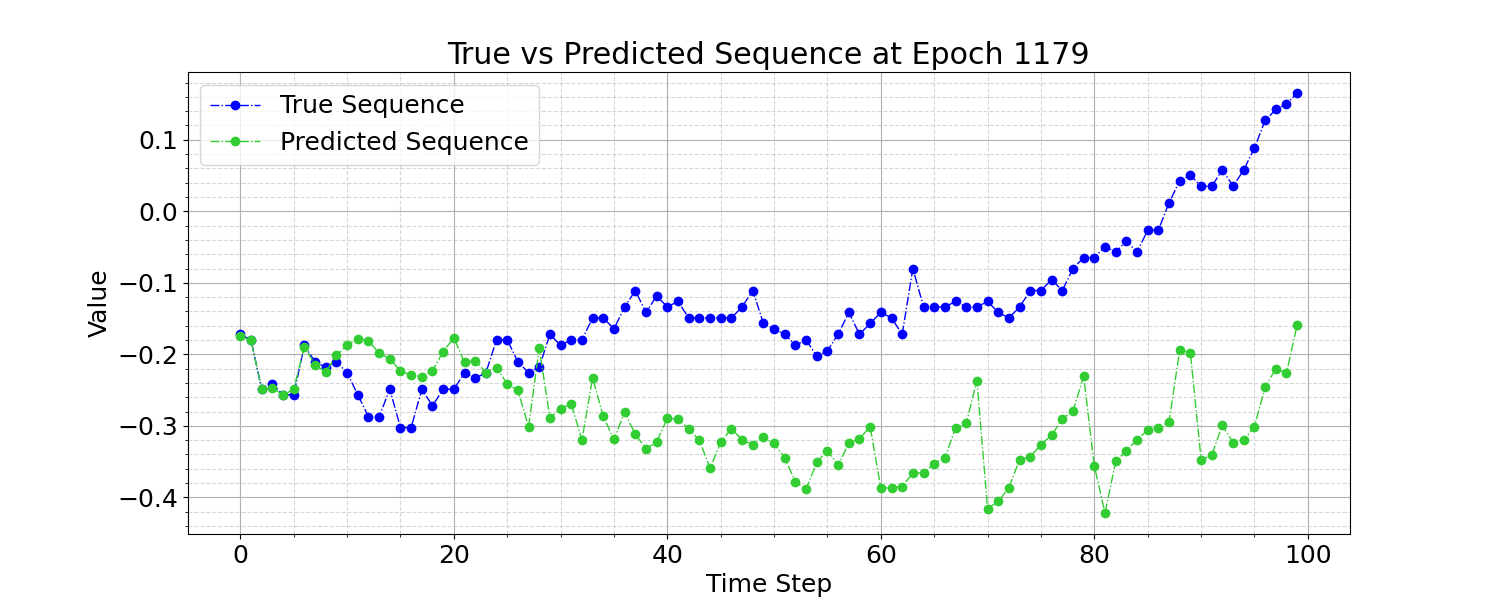 True vs Predicted Sequence at Epoch 1179
True Sequence
Predicted Sequence
0.1
0.0
−0.1
−0.2
−0.3
−0.4
Value
0 20 40 60 80 100
Time Step